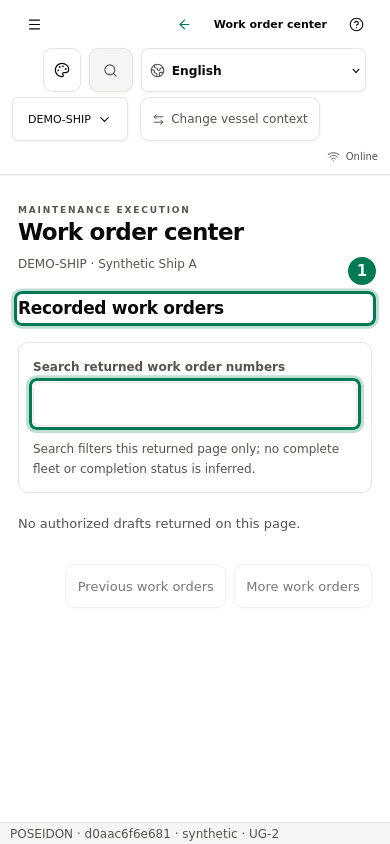 Work order center
English
DEMO-SHIP
Change vessel context
Online
MAINTENANCE EXECUTION
Work order center
DEMO-SHIP · Synthetic Ship A
1
Recorded work orders
Search returned work order numbers
Search filters this returned page only; no complete
fleet or completion status is inferred.
No authorized drafts returned on this page.
Previous work orders
More work orders
POSEIDON · d0aac6f6e681 · synthetic · UG-2